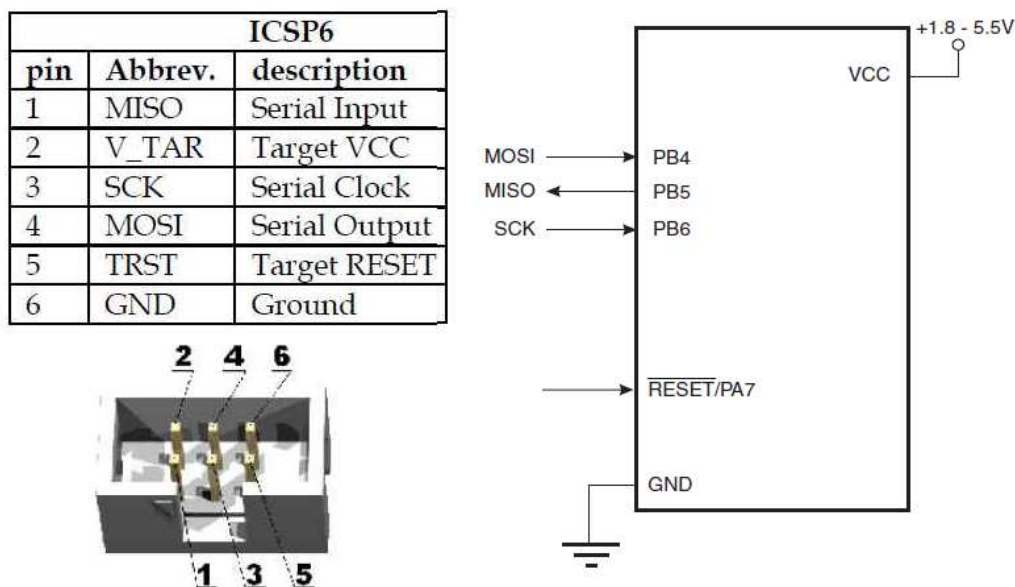 ICSP6
pin Abbrev. description
1 MISO Serial Input
2 V_TAR Target VCC
3 SCK Serial Clock
4 MOSI Serial Output
5 TRST Target RESET
6 GND Ground
2 4 6
1 3 5
+1.8 - 5.5V
VCC
MOSI PB4
MISO PB5
SCK PB6
RESET/PA7
GND